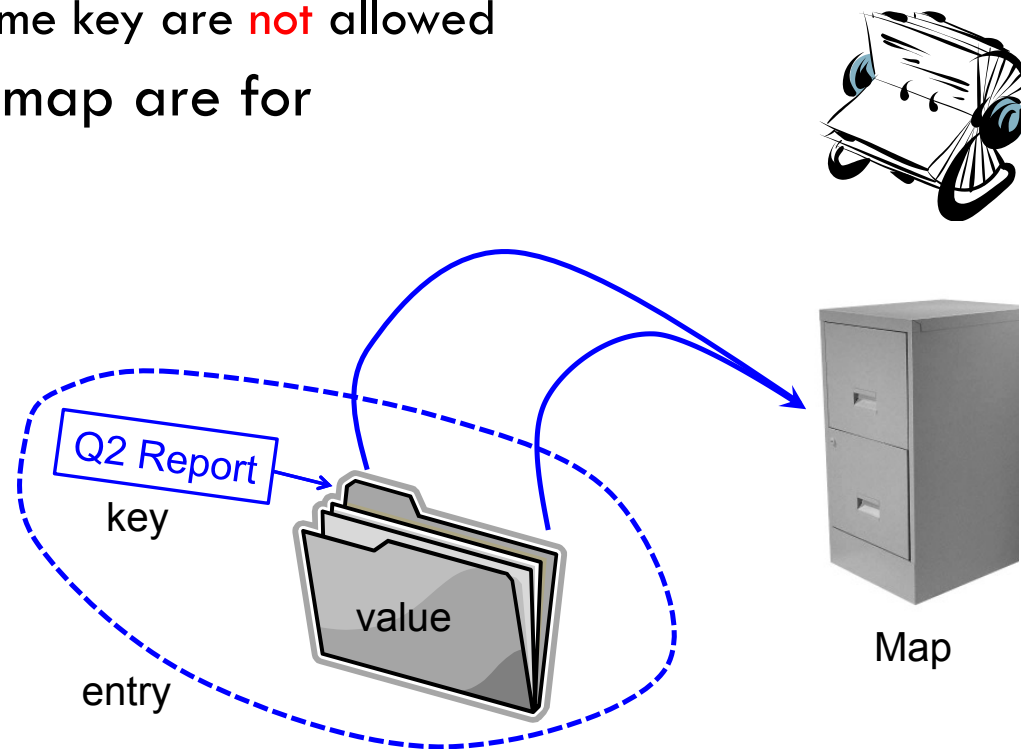 me key are not allowed
map are for
Q2 Report
key
value
entry
Map